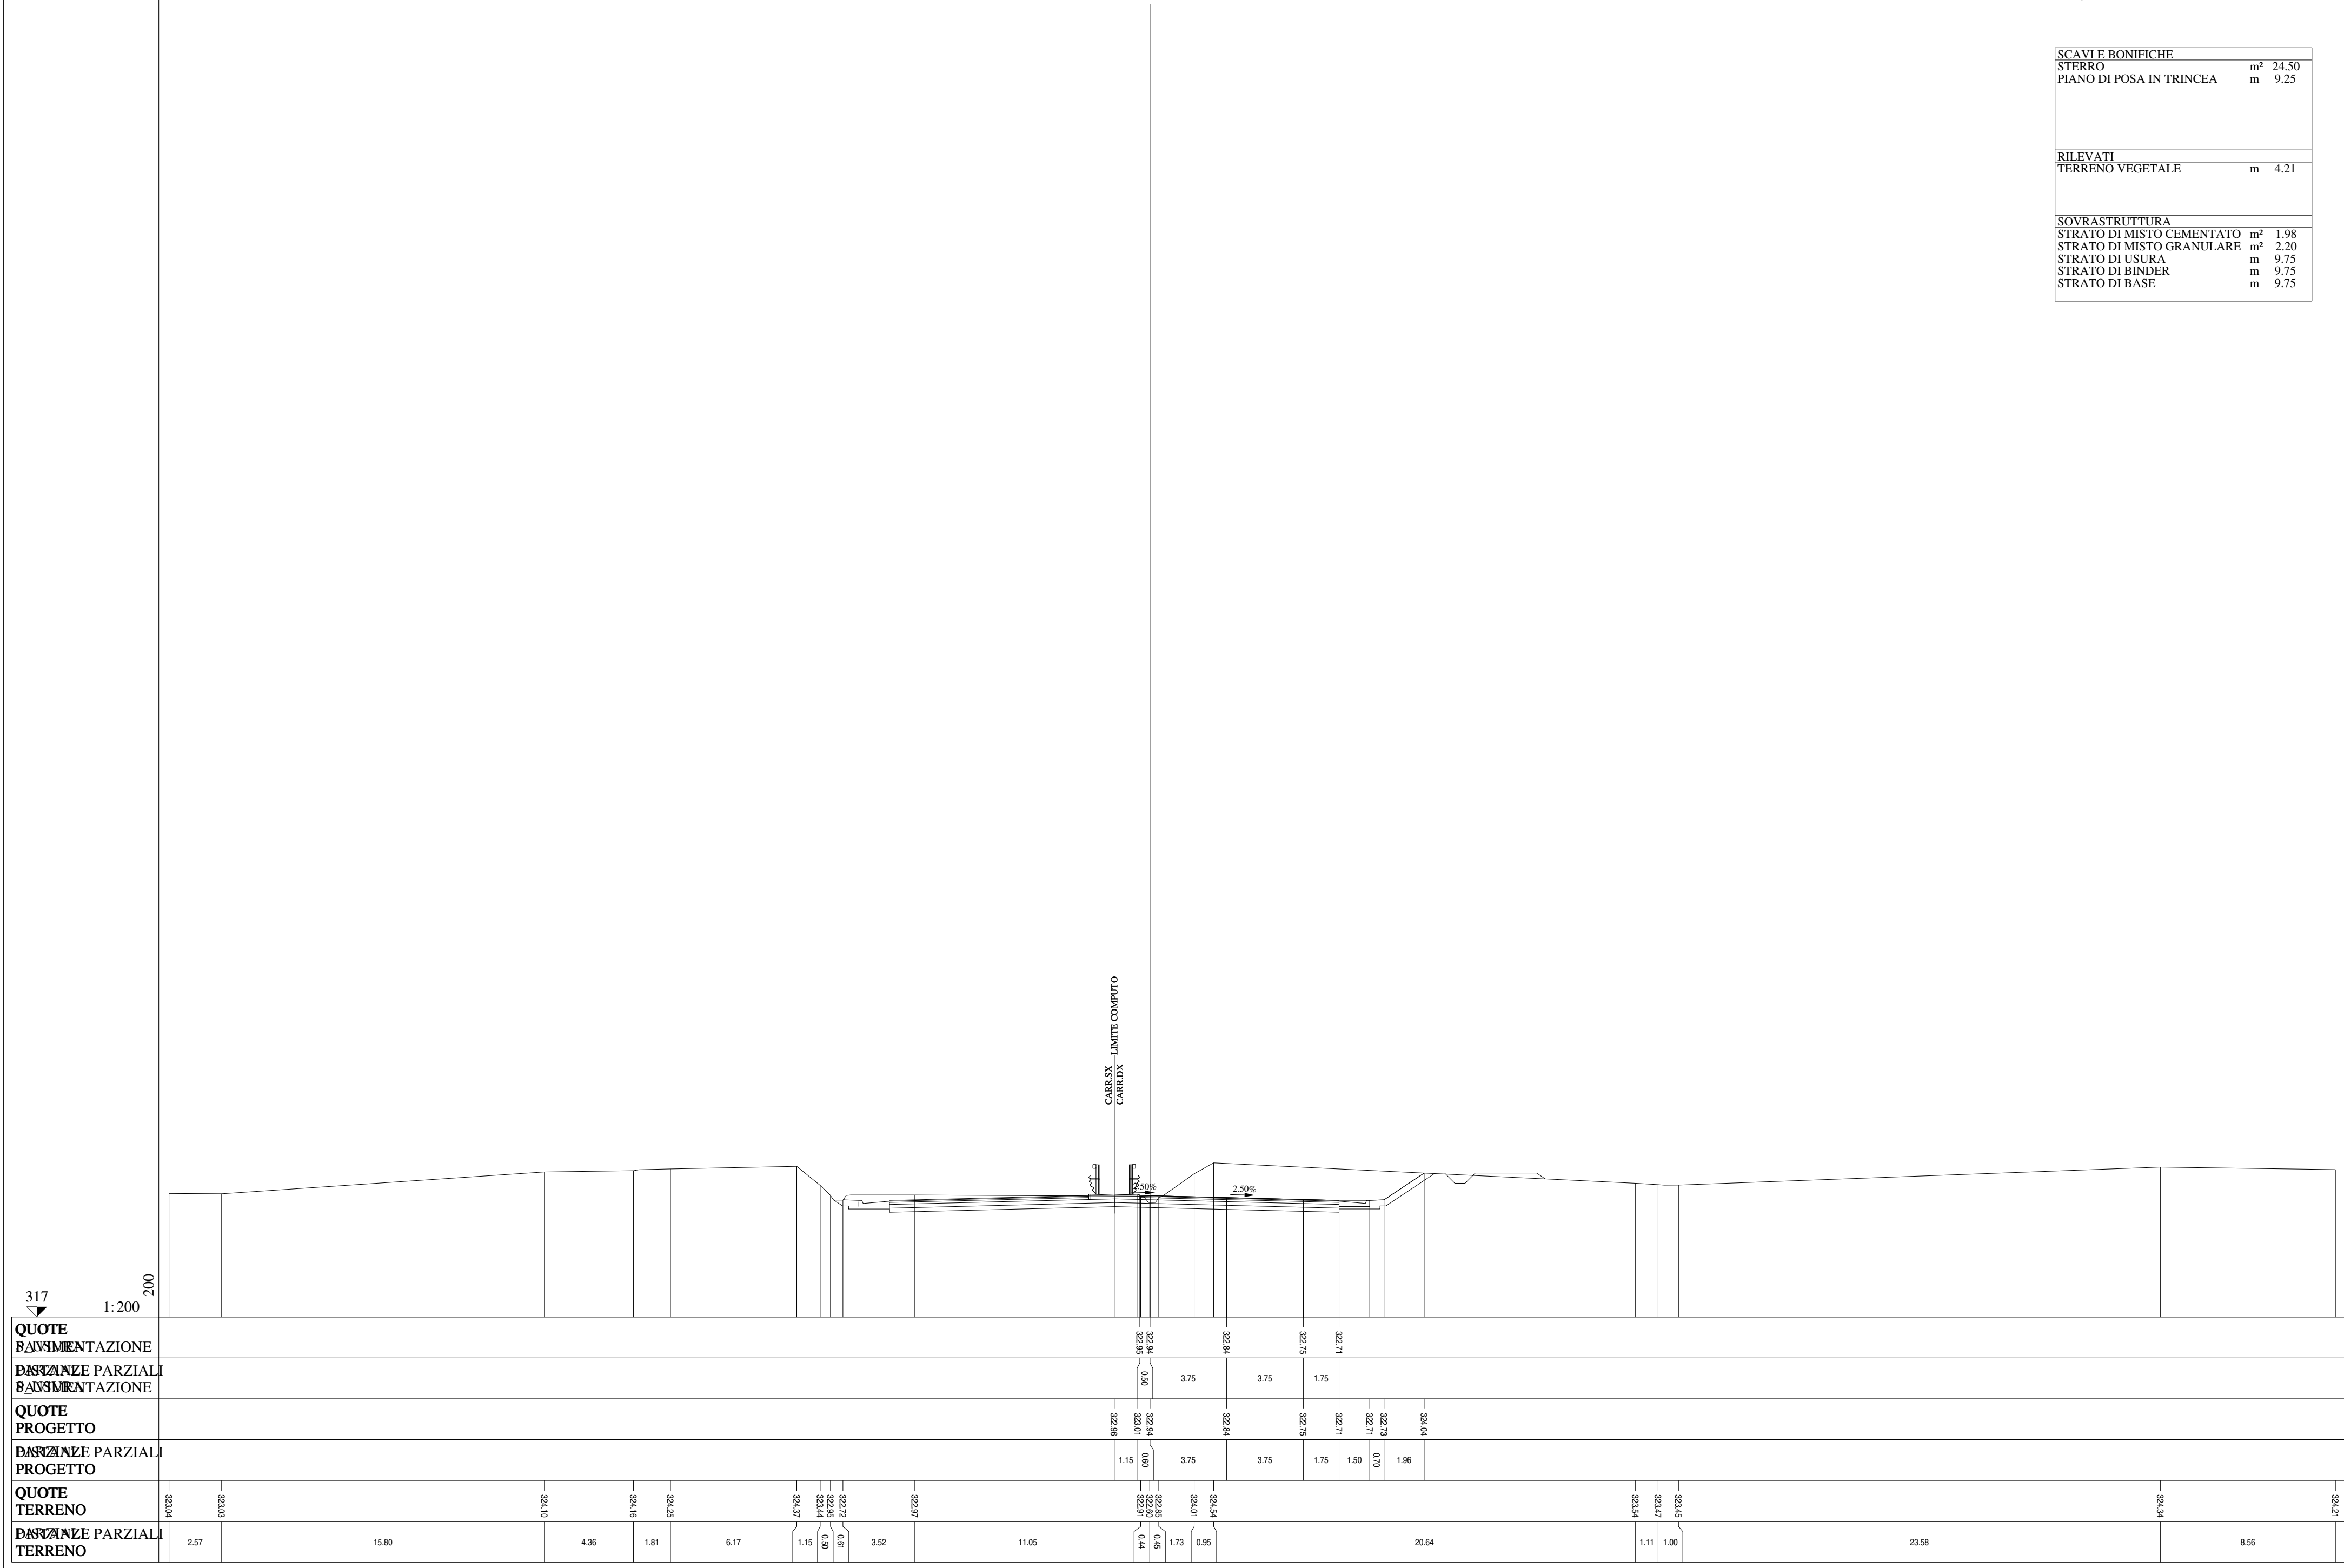 SCAVI E BONIFICHE
STERRO m² 24.50
PIANO DI POSA IN TRINCEA m 9.25
RILEVATI
TERRENO VEGETALE m 4.21
SOVRASTRUTTURA
STRATO DI MISTO CEMENTATO m² 1.98
STRATO DI MISTO GRANULARE m² 2.20
STRATO DI USURA m 9.75
STRATO DI BINDER m 9.75
STRATO DI BASE m 9.75
LIMITE COMPUTO
CARR.SX
CARR.DX
2.50%
2.50%
317
1:200
200
QUOTE
PAVIMENTAZIONE
322.95 322.94 322.84 322.75 322.71
PARZIALI
PAVIMENTAZIONE
0.50 3.75 3.75 1.75
QUOTE
PROGETTO
322.96 323.01 322.94 322.84 322.75 322.71 322.71 322.73 324.04
PARZIALI
PROGETTO
1.15 0.60 3.75 3.75 1.75 1.50 0.70 1.96
QUOTE
TERRENO
323.04 323.03 324.10 324.16 324.25 324.37 323.44 322.95 322.72 322.97 322.91 322.60 322.85 324.01 324.54 323.54 323.47 323.45 324.34 324.21
PARZIALI
TERRENO
2.57 15.80 4.36 1.81 6.17 1.15 0.50 0.61 3.52 11.05 0.44 0.45 1.73 0.95 20.64 1.11 1.00 23.58 8.56